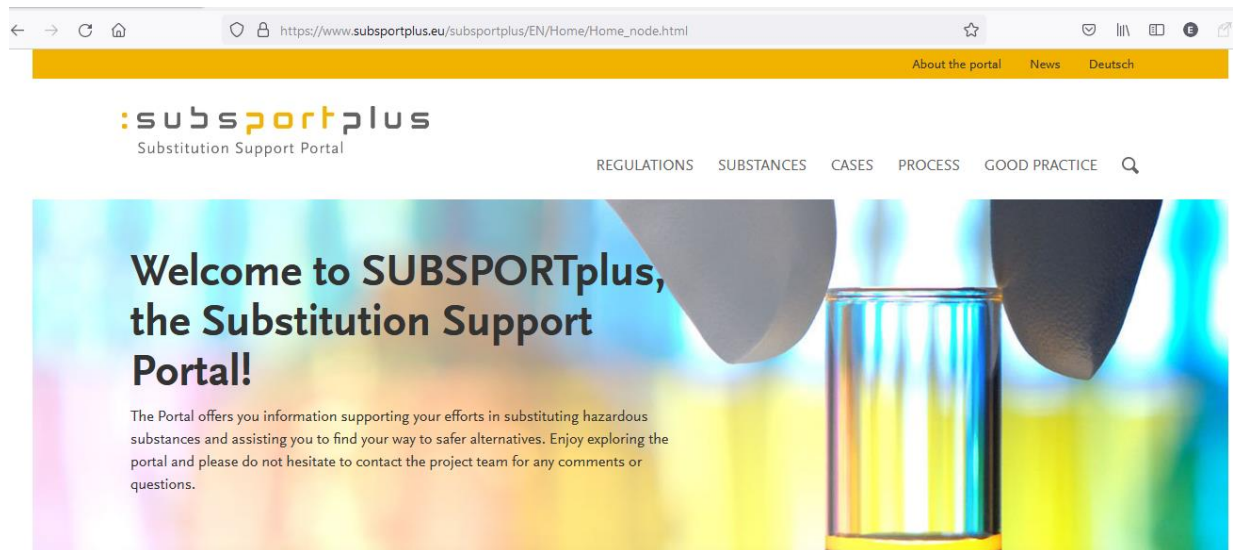 https://www.subsportplus.eu/subsportplus/EN/Home/Home_node.html
E
About the portal News Deutsch
:subsportplus
Substitution Support Portal
REGULATIONS SUBSTANCES CASES PROCESS GOOD PRACTICE
Welcome to SUBSPORTplus,
the Substitution Support
Portal!
The Portal offers you information supporting your efforts in substituting hazardous
substances and assisting you to find your way to safer alternatives. Enjoy exploring the
portal and please do not hesitate to contact the project team for any comments or
questions.